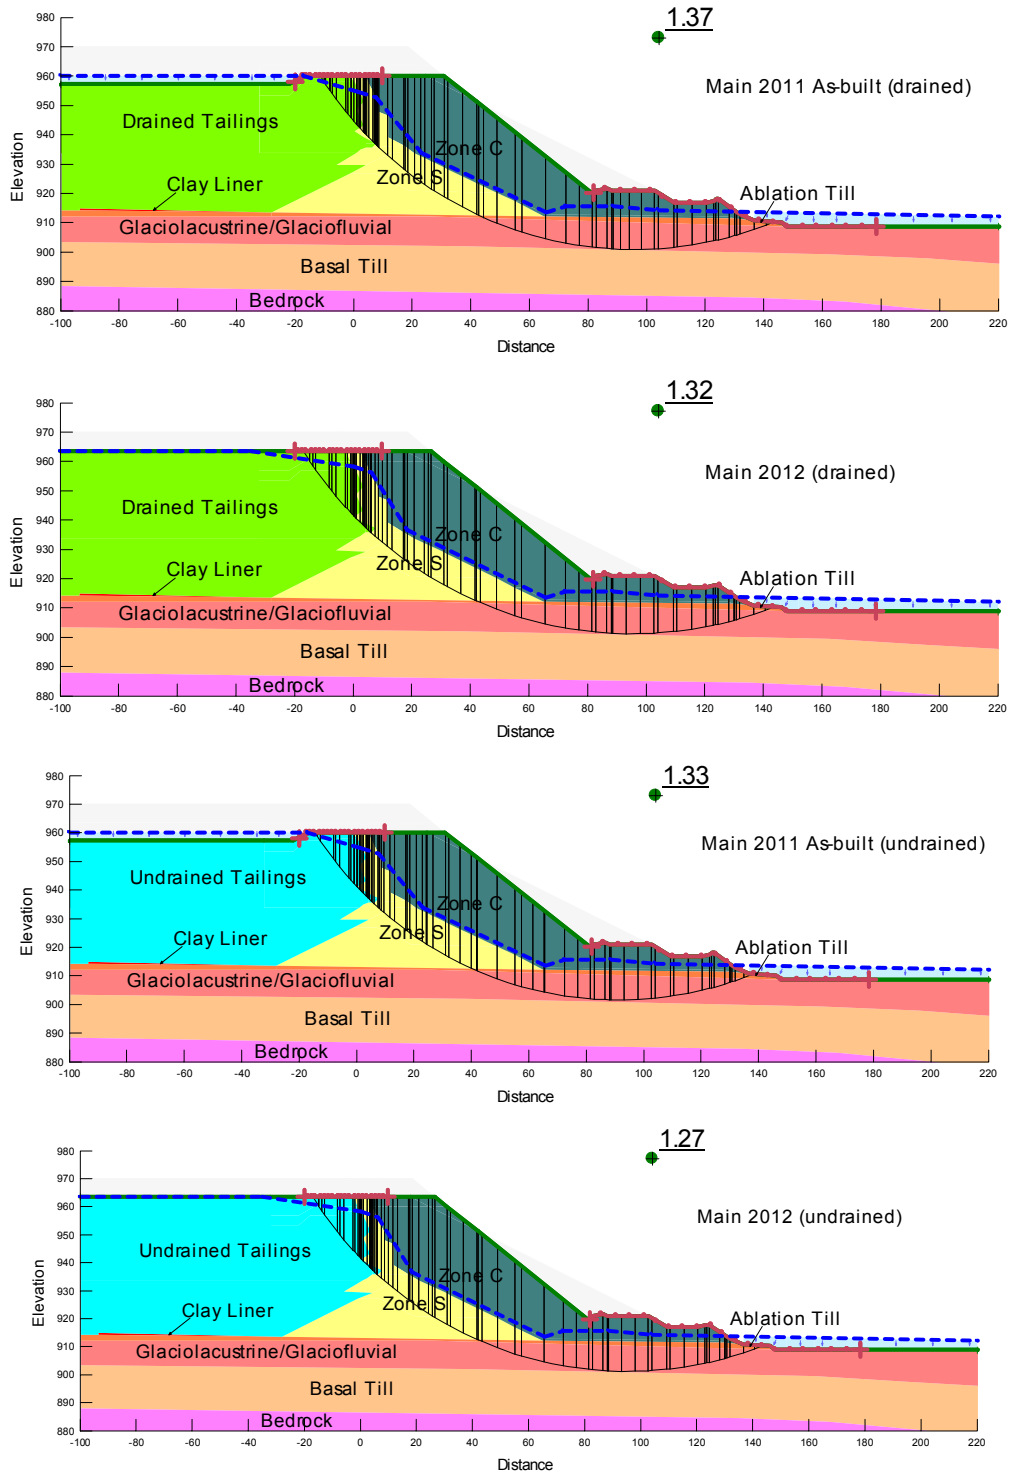 1.37
980
970
960
950
940
930
920
910
900
890
880
Elevation
Main 2011 As-built (drained)
Drained Tailings
Zone C
Zone S
Clay Liner
Ablation Till
Glaciolacustrine/Glaciofluvial
Basal Till
Bedrock
-100 -80 -60 -40 -20 0 20 40 60 80 100 120 140 160 180 200 220
Distance
1.32
980
970
960
950
940
930
920
910
900
890
880
Elevation
Main 2012 (drained)
Drained Tailings
Zone C
Zone S
Clay Liner
Ablation Till
Glaciolacustrine/Glaciofluvial
Basal Till
Bedrock
-100 -80 -60 -40 -20 0 20 40 60 80 100 120 140 160 180 200 220
Distance
1.33
980
970
960
950
940
930
920
910
900
890
880
Elevation
Main 2011 As-built (undrained)
Undrained Tailings
Zone C
Zone S
Clay Liner
Ablation Till
Glaciolacustrine/Glaciofluvial
Basal Till
Bedrock
-100 -80 -60 -40 -20 0 20 40 60 80 100 120 140 160 180 200 220
Distance
1.27
980
970
960
950
940
930
920
910
900
890
880
Elevation
Main 2012 (undrained)
Undrained Tailings
Zone C
Zone S
Clay Liner
Ablation Till
Glaciolacustrine/Glaciofluvial
Basal Till
Bedrock
-100 -80 -60 -40 -20 0 20 40 60 80 100 120 140 160 180 200 220
Distance